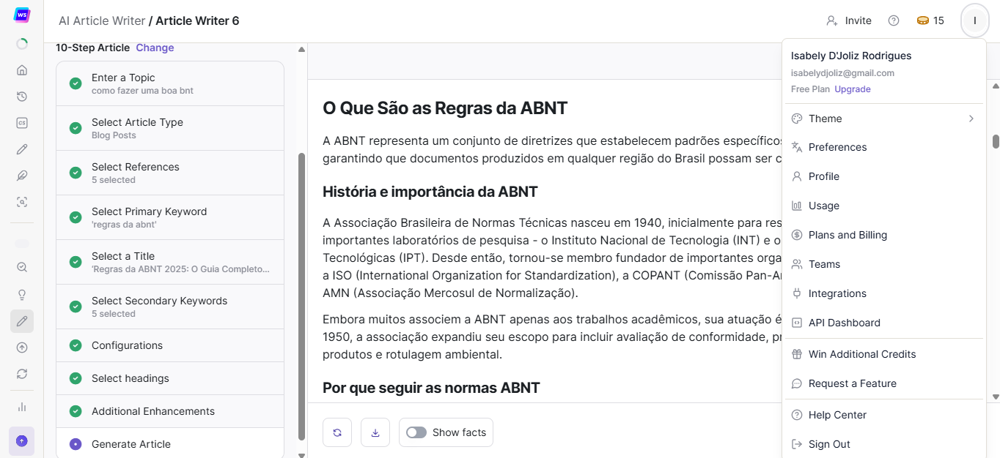 ws
AI Article Writer / Article Writer 6
Invite
15
I
10-Step Article Change
Enter a Topic
como fazer uma boa bnt
Select Article Type
Blog Posts
Select References
5 selected
Select Primary Keyword
'regras da abnt'
Select a Title
'Regras da ABNT 2025: O Guia Completo...
Select Secondary Keywords
5 selected
Configurations
Select headings
Additional Enhancements
Generate Article
O Que São as Regras da ABNT
A ABNT representa um conjunto de diretrizes que estabelecem padrões específicos
garantindo que documentos produzidos em qualquer região do Brasil possam ser c
História e importância da ABNT
A Associação Brasileira de Normas Técnicas nasceu em 1940, inicialmente para res
importantes laboratórios de pesquisa - o Instituto Nacional de Tecnologia (INT) e o
Tecnológicas (IPT). Desde então, tornou-se membro fundador de importantes orga
a ISO (International Organization for Standardization), a COPANT (Comissão Pan-A
AMN (Associação Mercosul de Normalização).
Embora muitos associem a ABNT apenas aos trabalhos acadêmicos, sua atuação é
1950, a associação expandiu seu escopo para incluir avaliação de conformidade, p
produtos e rotulagem ambiental.
Por que seguir as normas ABNT
Show facts
Isabely D'Joliz Rodrigues
isabelydjoliz@gmail.com
Free Plan Upgrade
Theme
Preferences
Profile
Usage
Plans and Billing
Teams
Integrations
API Dashboard
Win Additional Credits
Request a Feature
Help Center
Sign Out